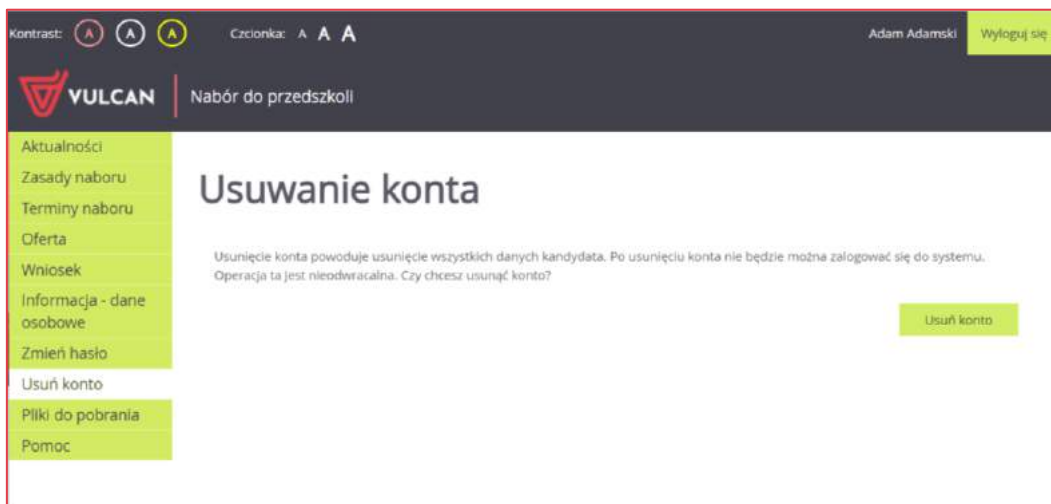 Kontrast: A A A Czcionka: A A A Adam Adamski Wyloguj się
VULCAN Nabór do przedszkoli
Aktualności
Zasady naboru
Terminy naboru
Oferta
Wniosek
Informacja - dane
osobowe
Zmień hasło
Usuń konto
Pliki do pobrania
Pomoc
Usuwanie konta
Usunięcie konta powoduje usunięcie wszystkich danych kandydata. Po usunięciu konta nie będzie można zalogować się do systemu.
Operacja ta jest nieodwracalna. Czy chcesz usunąć konto?
Usuń konto